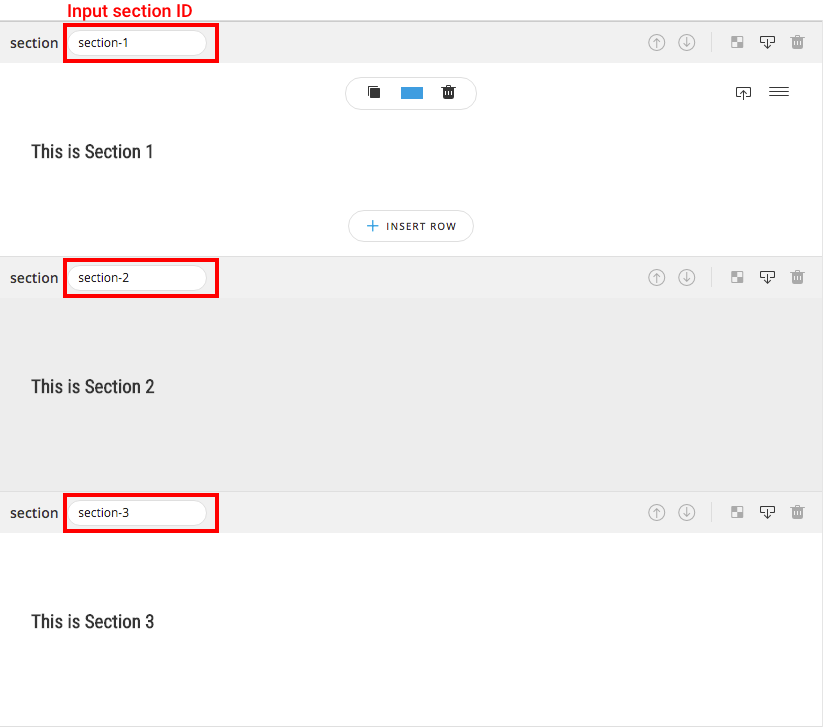 Input section ID
section section-1
This is Section 1
INSERT ROW
section section-2
This is Section 2
section section-3
This is Section 3